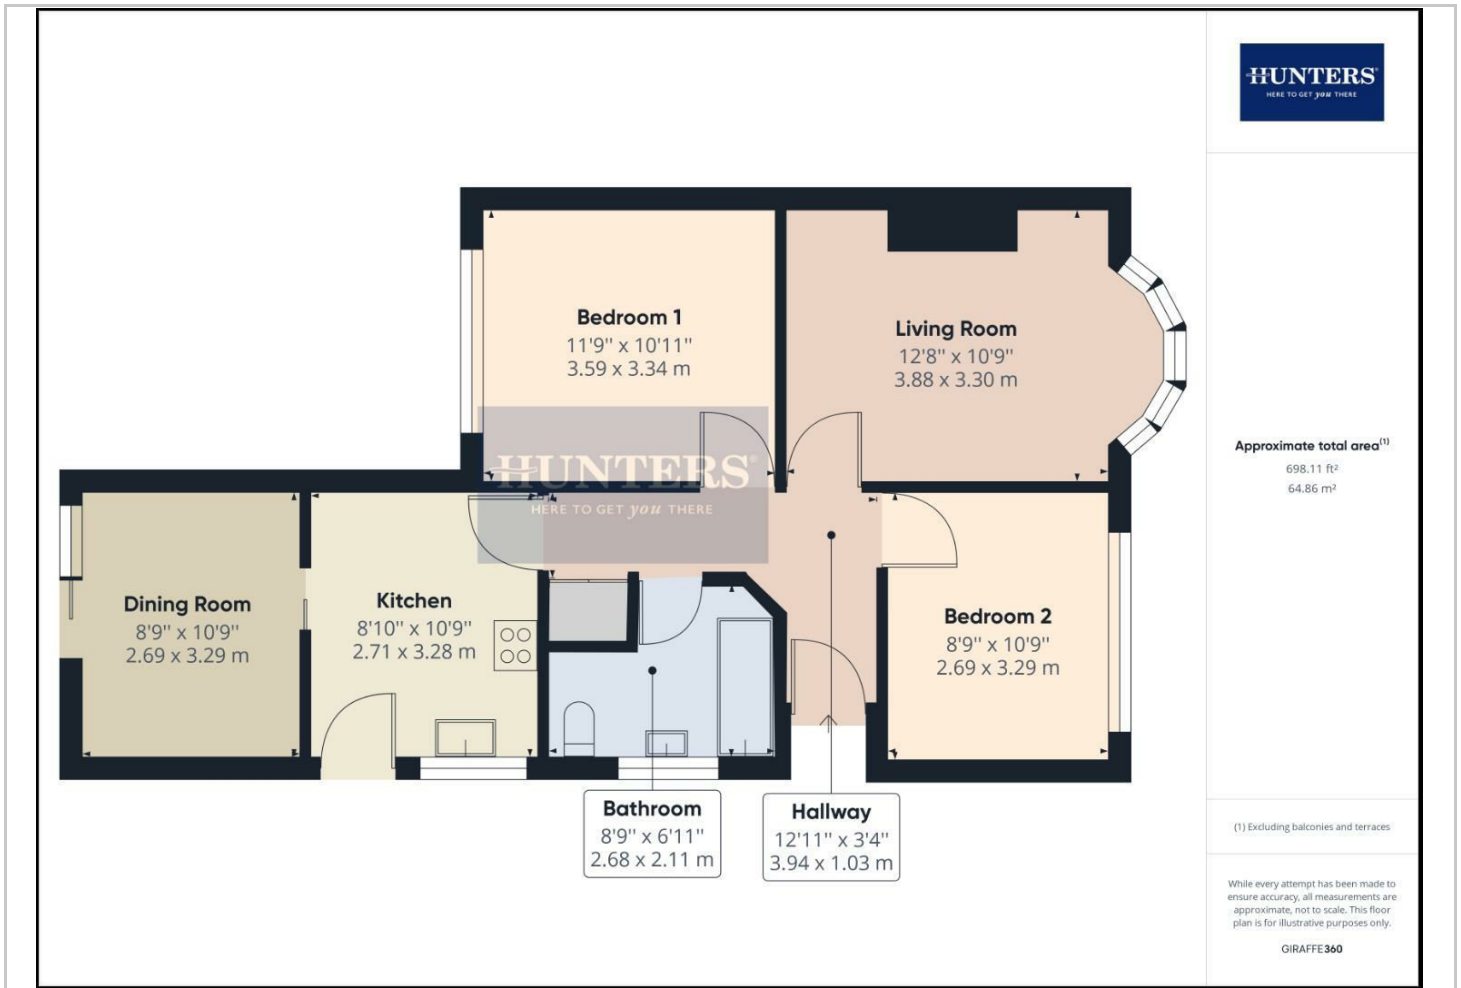 HUNTERS®
HERE TO GET you THERE
Bedroom 1
11'9" x 10'11"
3.59 x 3.34 m
Living Room
12'8" x 10'9"
3.88 x 3.30 m
HUNTERS®
HERE TO GET you THERE
Dining Room
8'9" x 10'9"
2.69 x 3.29 m
Kitchen
8'10" x 10'9"
2.71 x 3.28 m
Bedroom 2
8'9" x 10'9"
2.69 x 3.29 m
Bathroom
8'9" x 6'11"
2.68 x 2.11 m
Hallway
12'11" x 3'4"
3.94 x 1.03 m
Approximate total area(1)
698.11 ft²
64.86 m²
(1) Excluding balconies and terraces
While every attempt has been made to
ensure accuracy, all measurements are
approximate, not to scale. This floor
plan is for illustrative purposes only.
GIRAFFE360